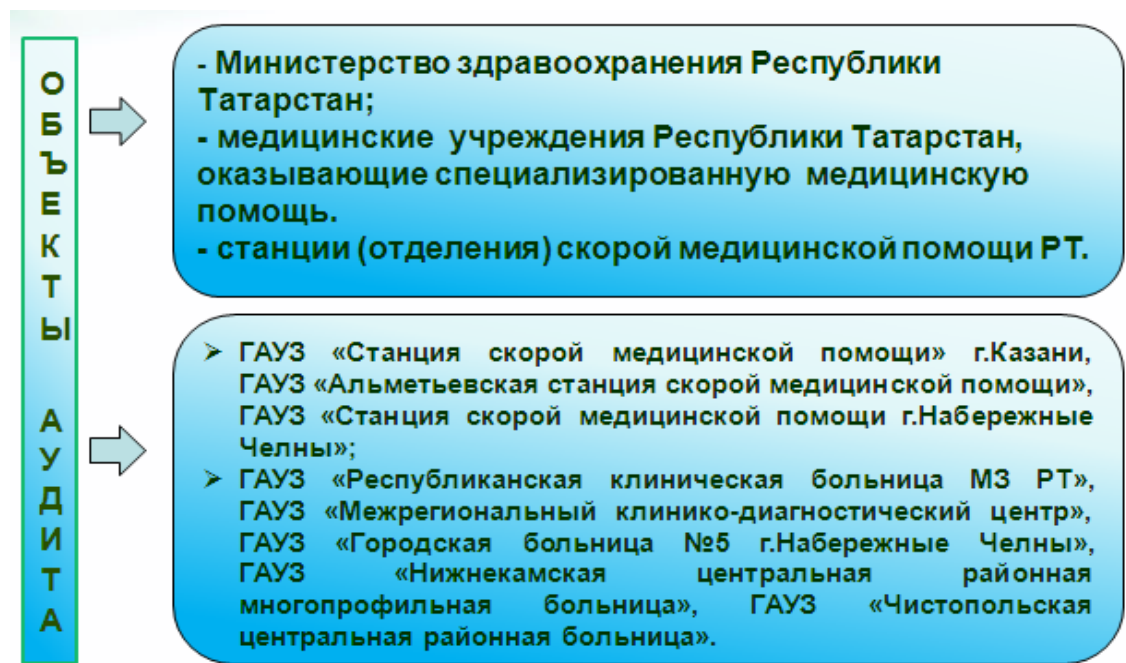 ОБЪЕКТЫ АУДИТА
- Министерство здравоохранения Республики
Татарстан;
- медицинские учреждения Республики Татарстан,
оказывающие специализированную медицинскую
помощь.
- станции (отделения) скорой медицинской помощи РТ.
➢ ГАУЗ «Станция скорой медицинской помощи» г.Казани,
ГАУЗ «Альметьевская станция скорой медицинской помощи»,
ГАУЗ «Станция скорой медицинской помощи г.Набережные
Челны»;
➢ ГАУЗ «Республиканская клиническая больница МЗ РТ»,
ГАУЗ «Межрегиональный клинико-диагностический центр»,
ГАУЗ «Городская больница №5 г.Набережные Челны»,
ГАУЗ «Нижнекамская центральная районная
многопрофильная больница», ГАУЗ «Чистопольская
центральная районная больница».